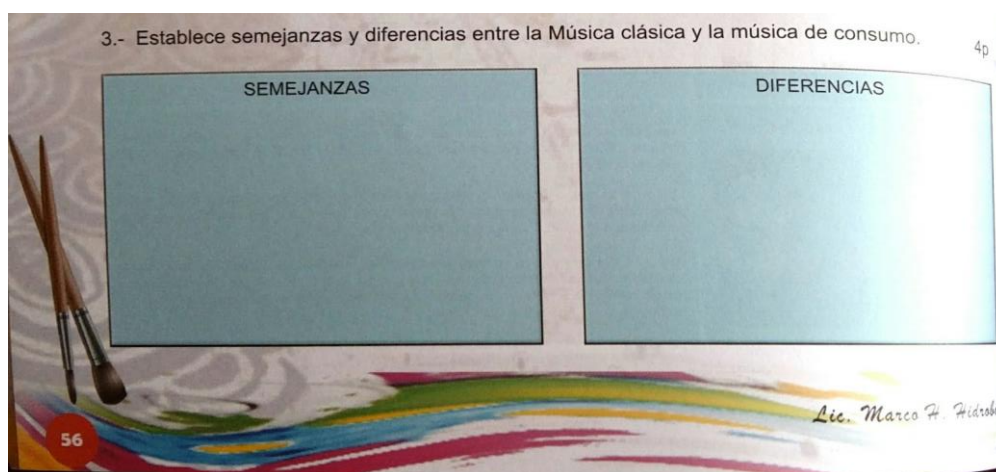 3.- Establece semejanzas y diferencias entre la Música clásica y la música de consumo.
4p
SEMEJANZAS
DIFERENCIAS
Lic. Marco H.
56